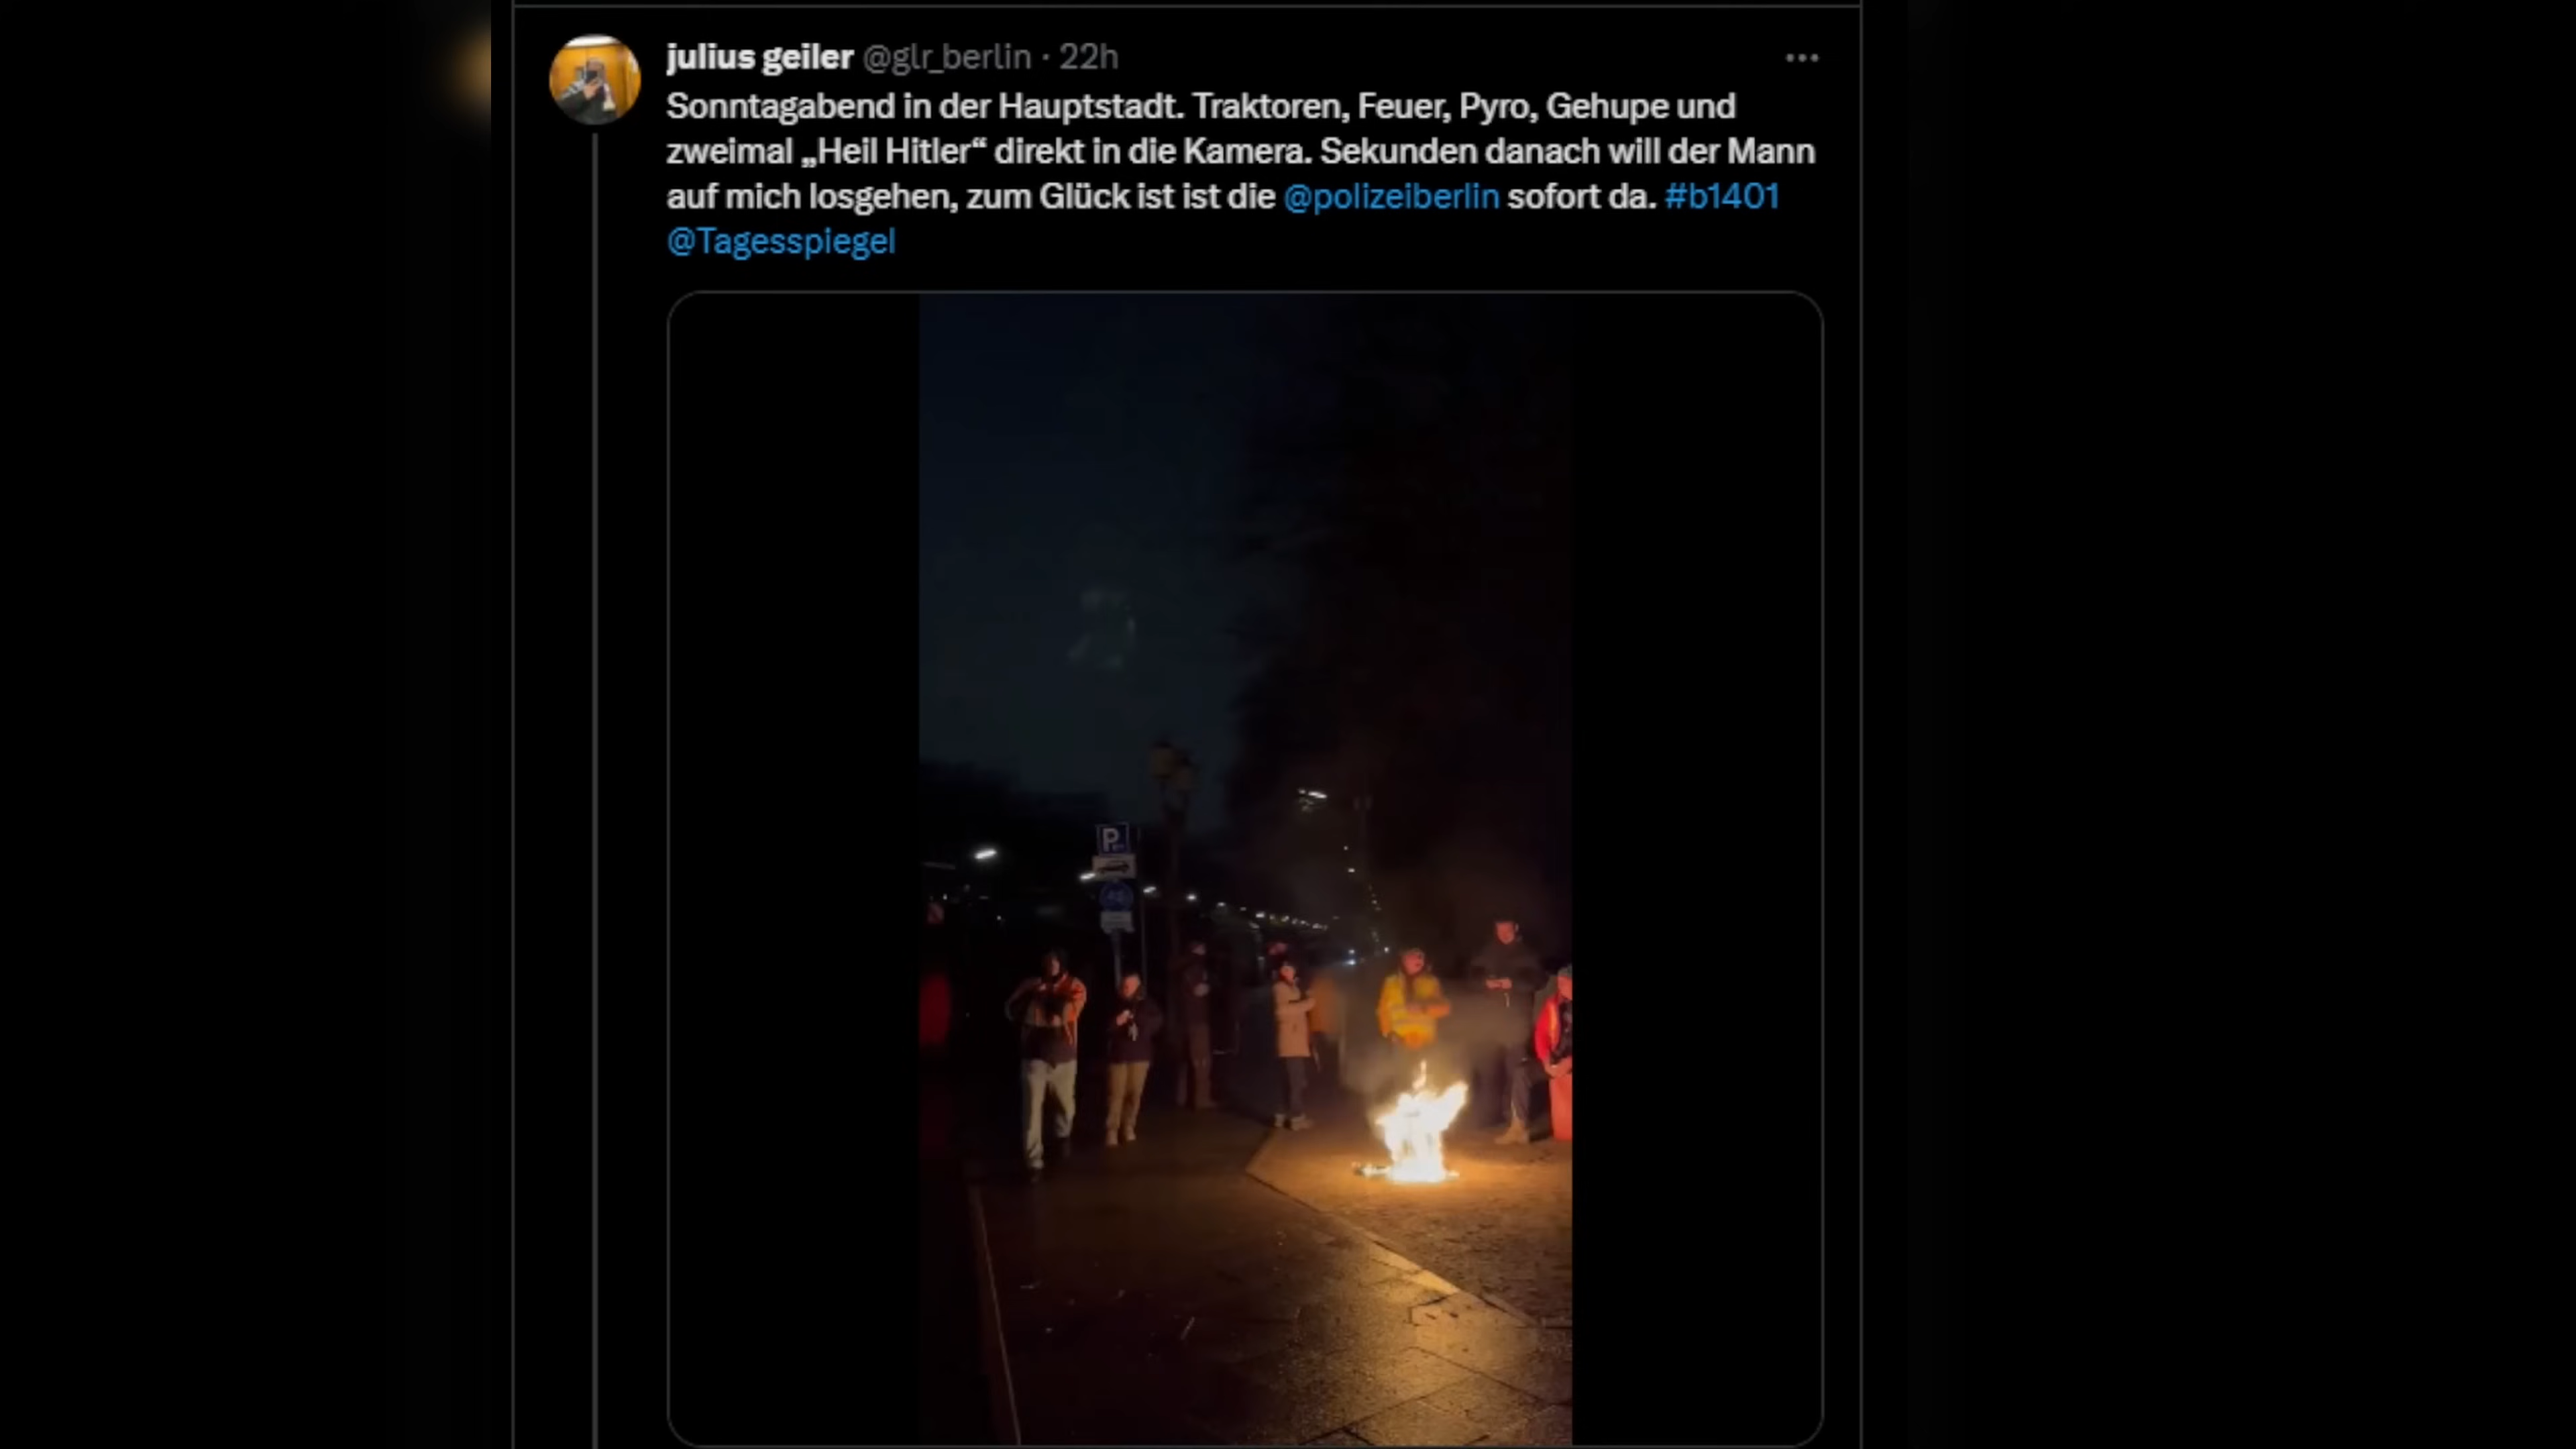 julius geiler @glr_berlin · 22h
Sonntagabend in der Hauptstadt. Traktoren, Feuer, Pyro, Gehupe und
zweimal „Heil Hitler“ direkt in die Kamera. Sekunden danach will der Mann
auf mich losgehen, zum Glück ist ist die @polizeiberlin sofort da. #b1401
@Tagesspiegel
P